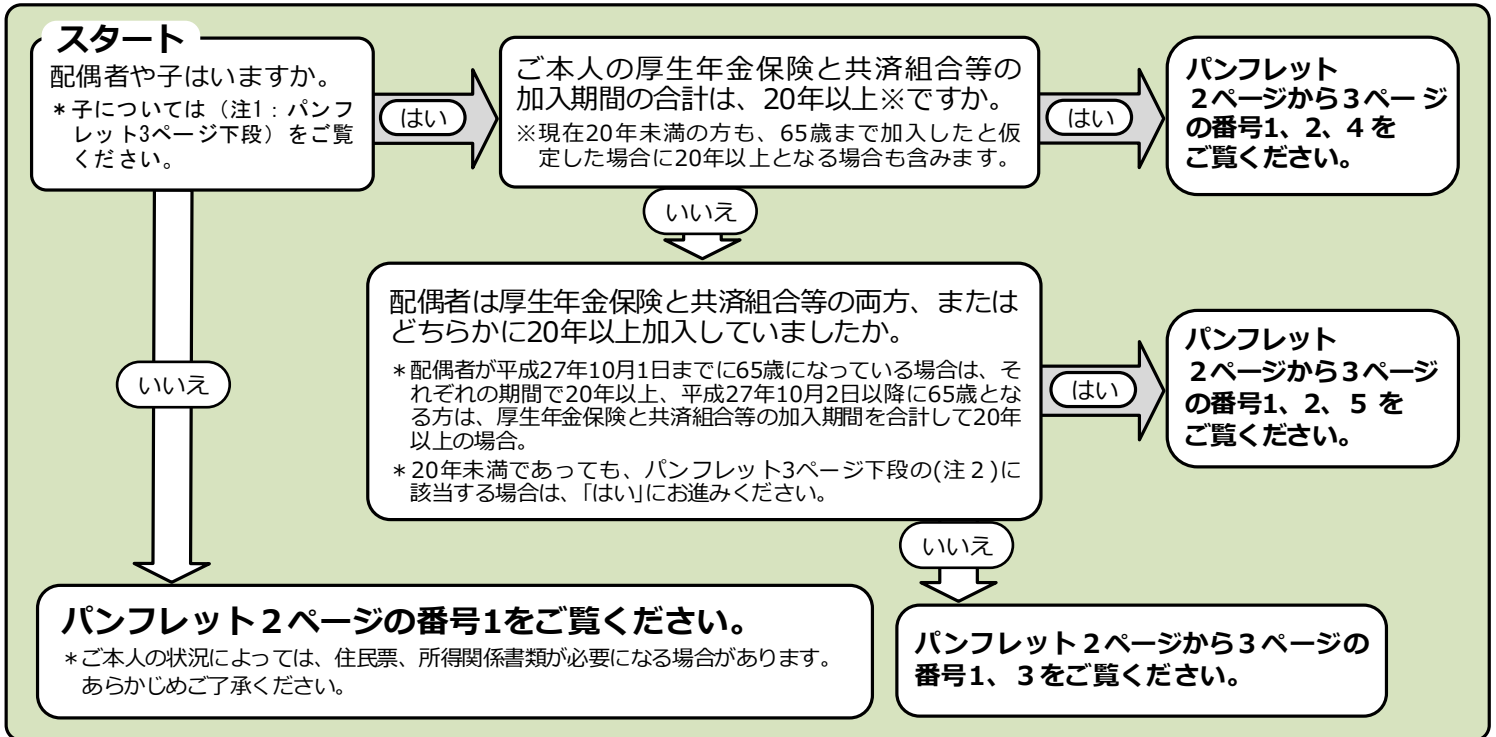 スタート
配偶者や子はいますか。
＊子については（注1：パンフ
レット3ページ下段）をご覧
ください。
はい
ご本人の厚生年金保険と共済組合等の
加入期間の合計は、20年以上※ですか。
※現在20年未満の方も、65歳まで加入したと仮
定した場合に20年以上となる場合も含みます。
はい
パンフレット
２ページから３ページ
の番号1、2、４を
ご覧ください。
いいえ
配偶者は厚生年金保険と共済組合等の両方、または
どちらかに20年以上加入していましたか。
＊配偶者が平成27年10月1日までに65歳になっている場合は、そ
れぞれの期間で20年以上、平成27年10月2日以降に65歳とな
る方は、厚生年金保険と共済組合等の加入期間を合計して20年
以上の場合。
＊20年未満であっても、パンフレット3ページ下段の(注２)に
該当する場合は、「はい」にお進みください。
はい
パンフレット
２ページから３ページ
の番号1、2、５を
ご覧ください。
いいえ
いいえ
パンフレット２ページの番号1をご覧ください。
＊ご本人の状況によっては、住民票、所得関係書類が必要になる場合があります。
あらかじめご了承ください。
パンフレット２ページから３ページの
番号1、３をご覧ください。